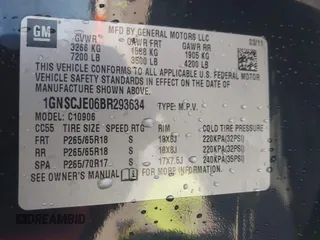 GM
MFD BY GENERAL MOTORS LLC
GVWR GAWR FRT GAWR RR 03/11
3266 KG 1588 KG 1905 KG
7200 LB 3500 LB 4200 LB
THIS VEHICLE CONFORMS TO ALL APPLICABLE
U.S. FEDERAL MOTOR VEHICLE SAFETY
STANDARDS IN EFFECT ON THE DATE OF
MANUFACTURE SHOWN ABOVE.
1GNSCJE06BR293634 TYPE: M.P.V.
MODEL: C10906
CC55 TIRE SIZE SPEED RTG RIM COLD TIRE PRESSURE
FRT P265/65R18 S 18X8J 220KPA(32PSI)
RR P265/65R18 S 18X8J 220KPA(32PSI)
SPA P265/70R17 S 17X7.5J 240KPA(35PSI)
SEE OWNER'S MANUAL FOR MORE INFORMATION.
DREAMBID